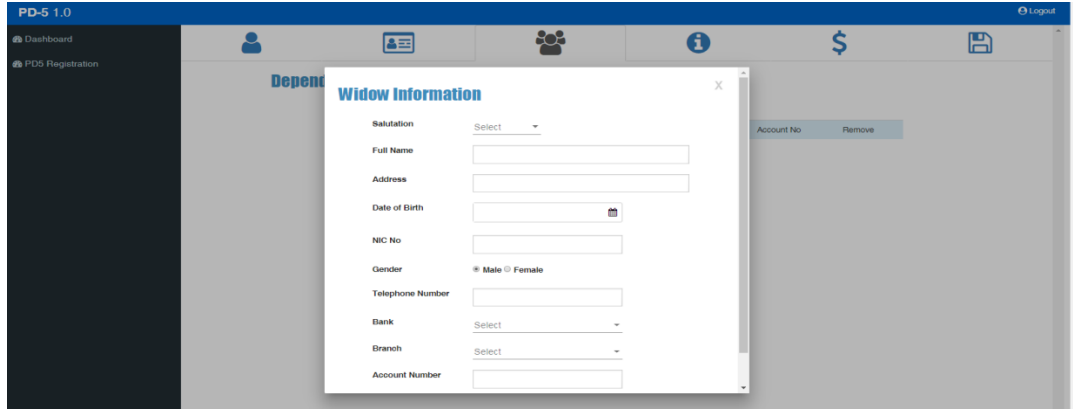 PD-5 1.0
Logout
Dashboard
PD5 Registration
Depend
Widow Information
X
Account No
Remove
Salutation
Select
Full Name
Address
Date of Birth
NIC No
Gender
Male Female
Telephone Number
Bank
Select
Branch
Select
Account Number